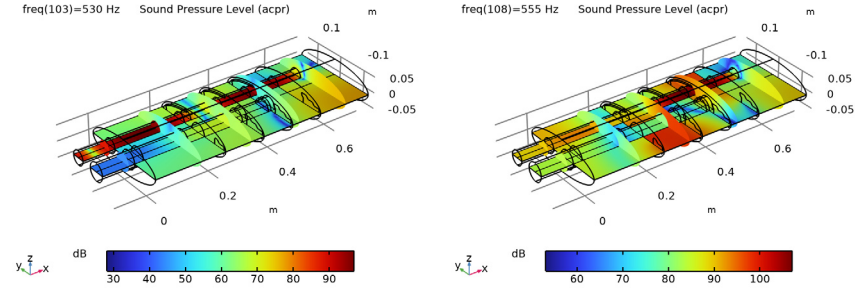 freq(103)=530 Hz Sound Pressure Level (acpr)
m
0.1
-0.1
0.05
0
-0.05
0.6
0.4
0.2
m
0
dB
30 40 50 60 70 80 90
y z x
freq(108)=555 Hz Sound Pressure Level (acpr)
m
0.1
-0.1
0.05
0
-0.05
0.6
0.4
0.2
m
0
dB
60 70 80 90 100
y z x